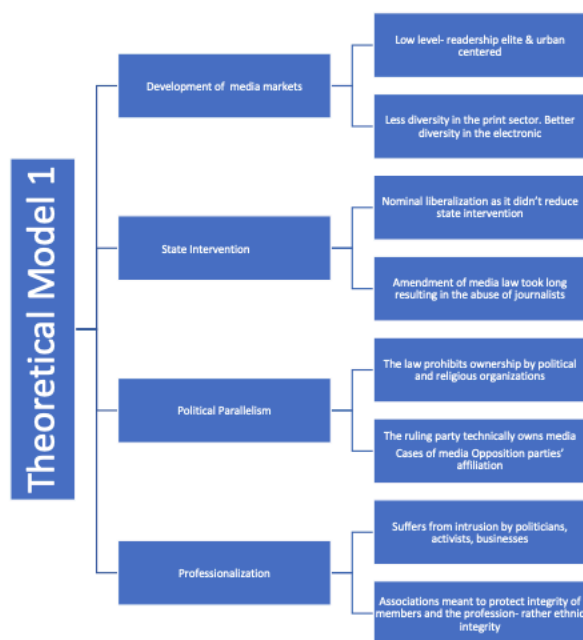 Theoretical Model 1
Development of media markets
Low level- readership elite & urban
centered
Less diversity in the print sector. Better
diversity in the electronic
State Intervention
Nominal liberalization as it didn't reduce
state intervention
Amendment of media law took long
resulting in the abuse of journalists
Political Parallelism
The law prohibits ownership by political
and religious organizations
The ruling party technically owns media
Cases of media Opposition parties'
affiliation
Professionalization
Suffers from intrusion by politicians,
activists, businesses
Associations meant to protect integrity of
members and the profession- rather ethnic
integrity